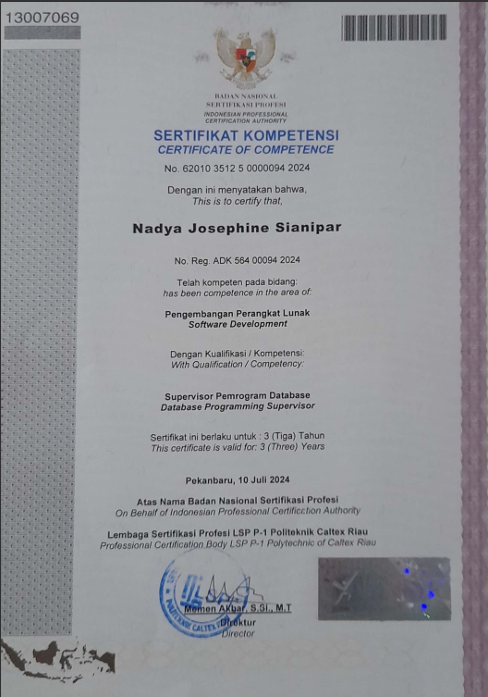 13007069
BADAN NASIONAL
SERTIFIKASI PROFESI
INDONESIAN PROFESSIONAL
CERTIFICATION AUTHORITY
SERTIFIKAT KOMPETENSI
CERTIFICATE OF COMPETENCE
No. 62010 3512 5 0000094 2024
Dengan ini menyatakan bahwa,
This is to certify that,
Nadya Josephine Sianipar
No. Reg. ADK 564 00094 2024
Telah kompeten pada bidang:
has been competence in the area of:
Pengembangan Perangkat Lunak
Software Development
Dengan Kualifikasi / Kompetensi:
With Qualification / Competency:
Supervisor Pemrogram Database
Database Programming Supervisor
Sertifikat ini berlaku untuk : 3 (Tiga) Tahun
This certificate is valid for: 3 (Three) Years
Pekanbaru, 10 Juli 2024
Atas Nama Badan Nasional Sertifikasi Profesi
On Behalf of Indonesian Professional Certification Authority
Lembaga Sertifikasi Profesi LSP P-1 Politeknik Caltex Riau
Professional Certification Body LSP P-1 Polytechnic of Caltex Riau
Memen Akbar, S.Si., M.T
Direktur
Director